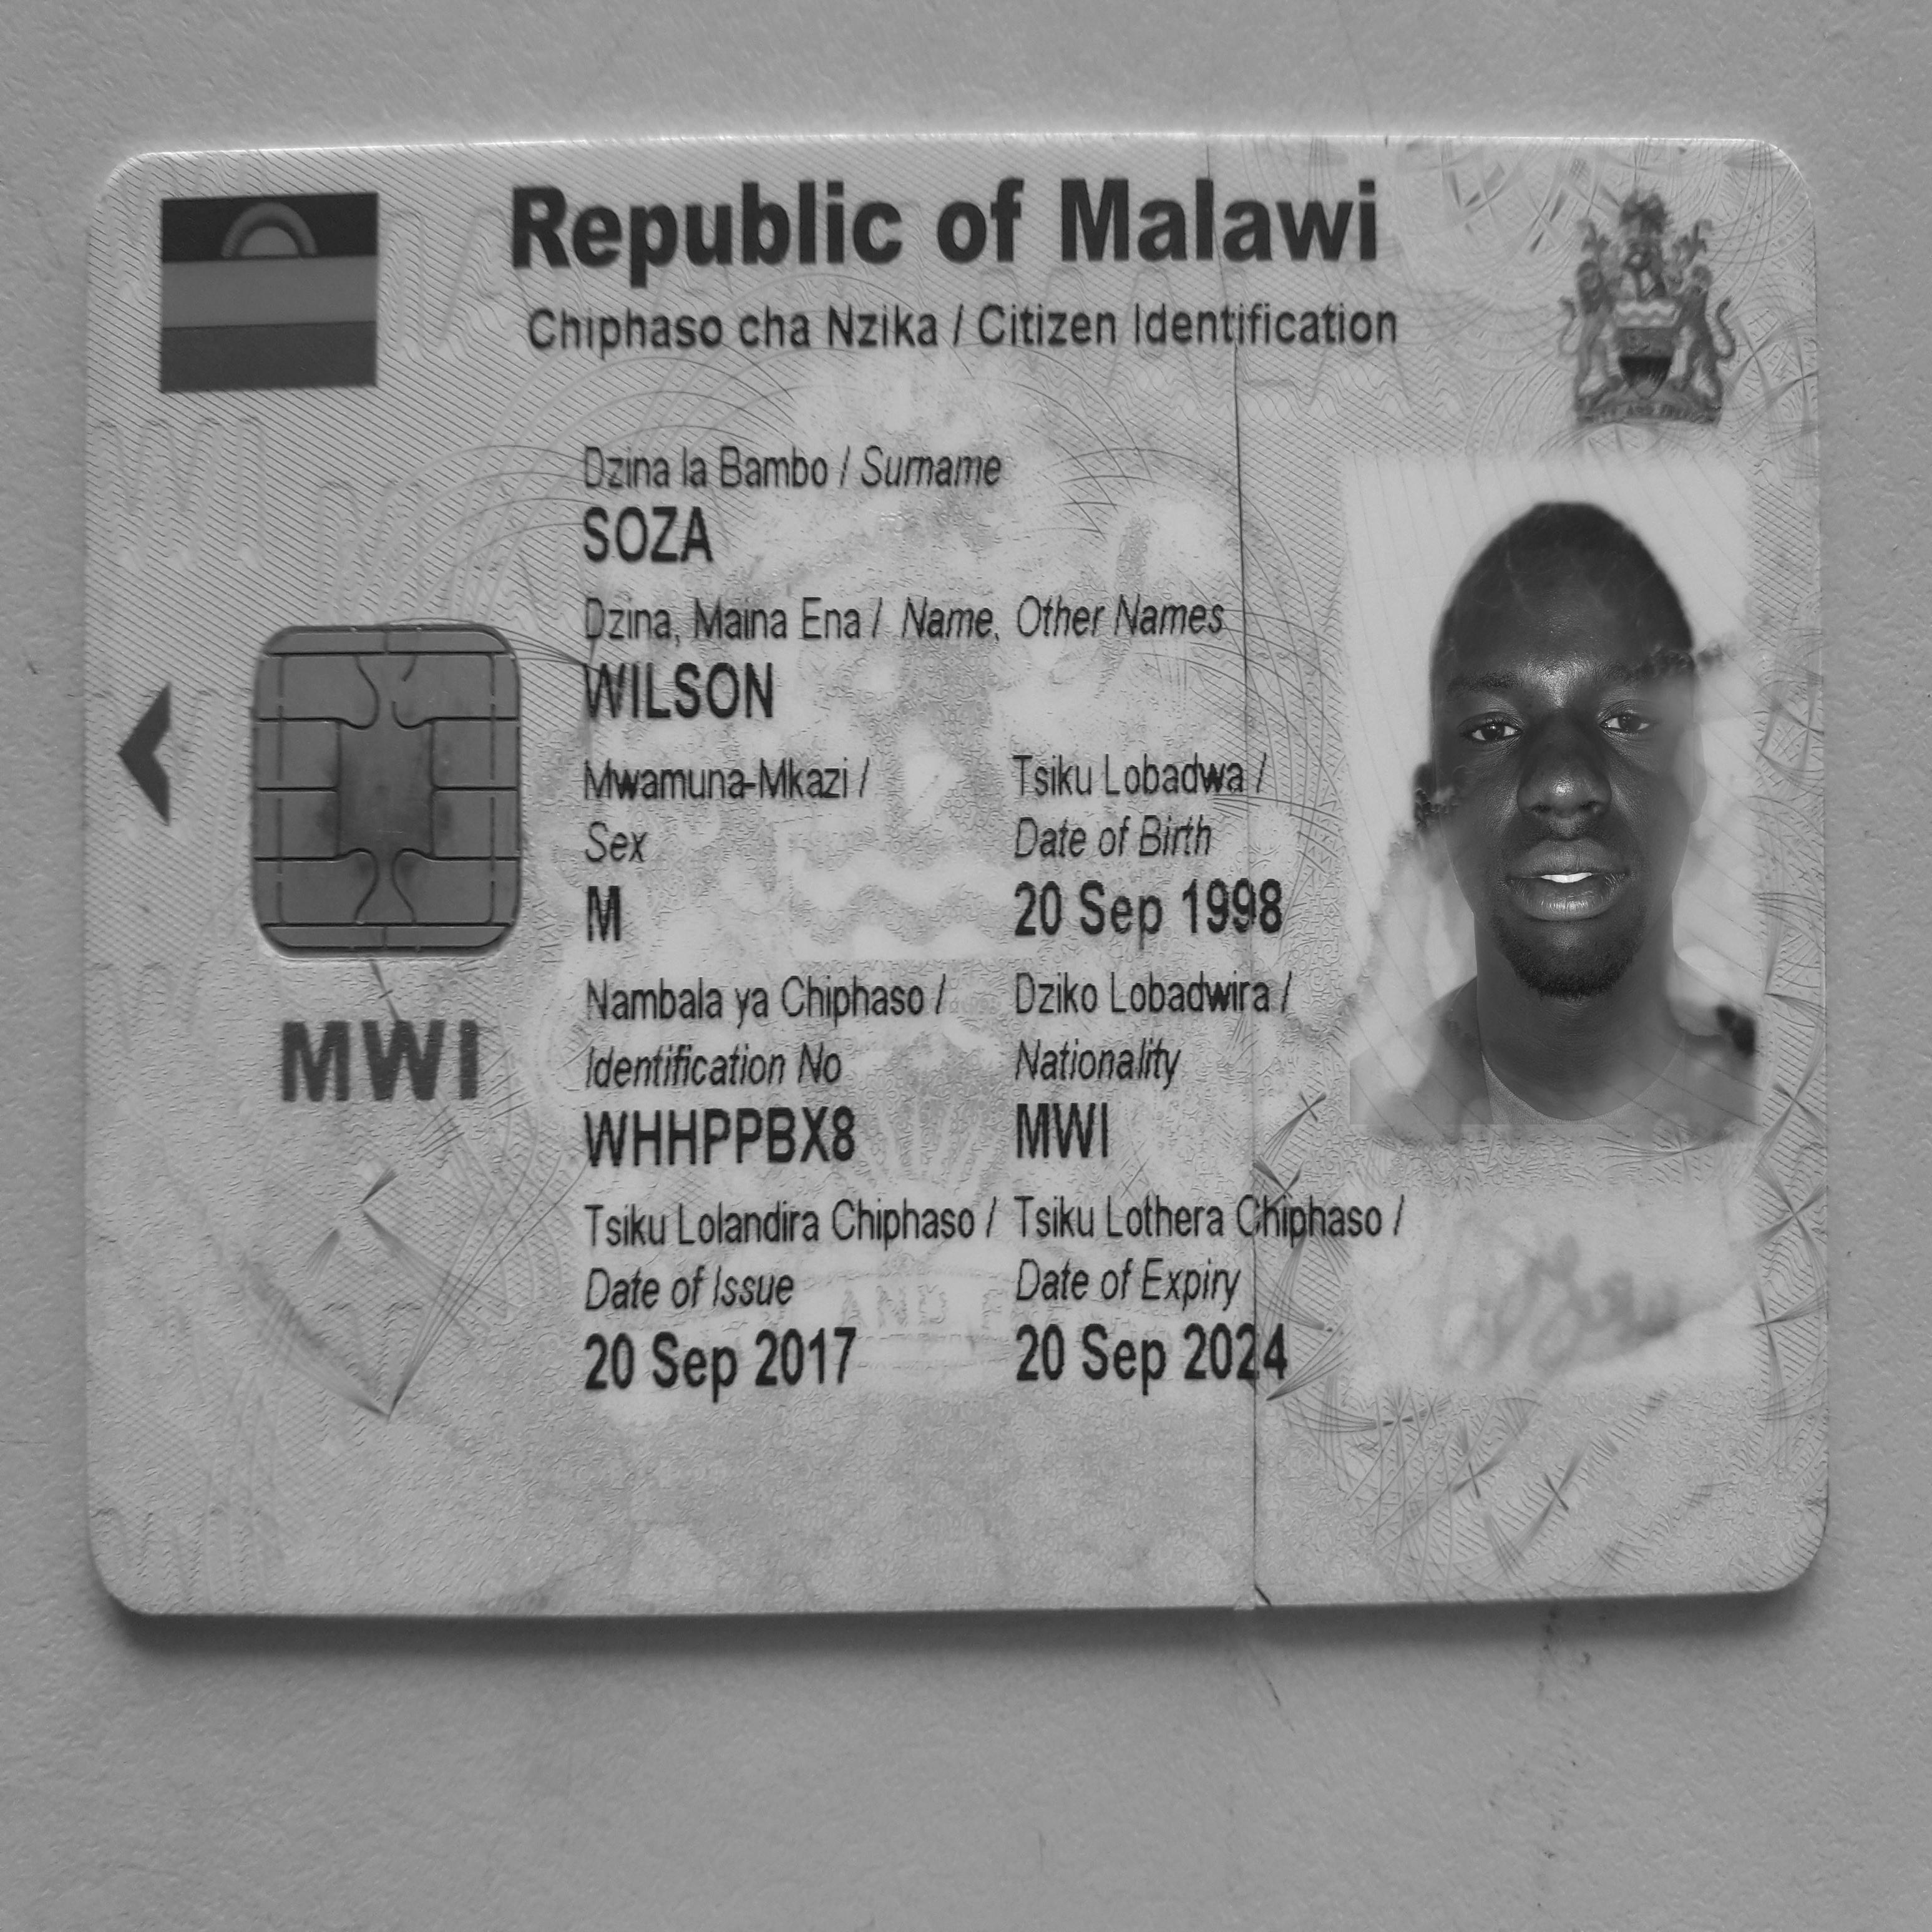 Republic of Malawi
Chiphaso cha Nzika / Citizen Identification
Dzina la Bambo / Surname
SOZA
Dzina, Maina Ena / Name, Other Names
WILSON
Mwamuna-Mkazi / Tsiku Lobadwa /
Sex Date of Birth
M 20 Sep 1998
Nambala ya Chiphaso / Dziko Lobadwira /
Identification No Nationality
MWI
WHHPPBX8 MWI
Tsiku Lolandira Chiphaso / Tsiku Lothera Chiphaso /
Date of Issue Date of Expiry
20 Sep 2017 20 Sep 2024